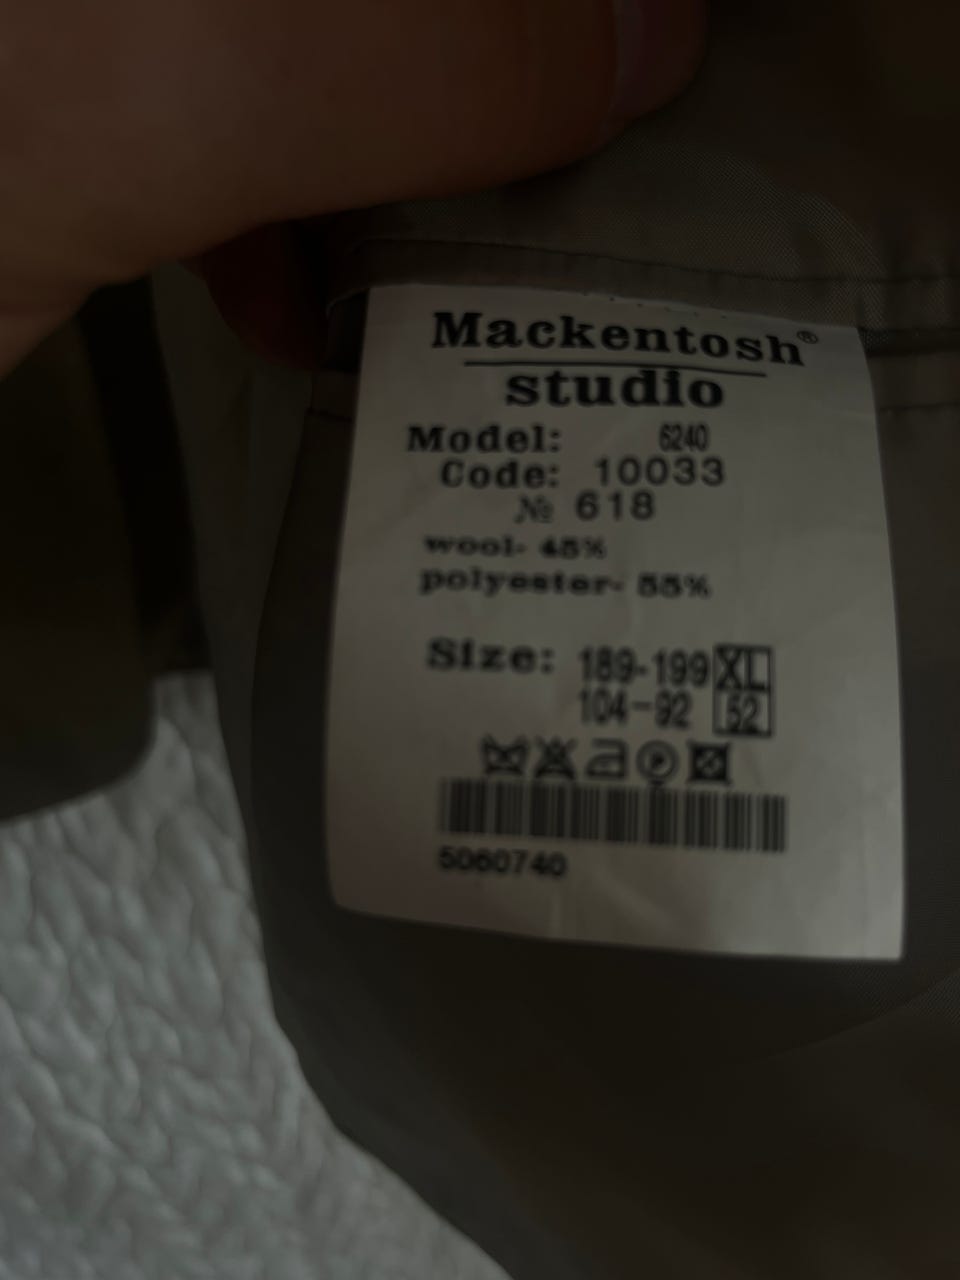 Mackentosh®
studio
Model: 6240
Code: 10033
№ 618
wool- 45%
polyester- 55%
Size: 189-199 XL
104-92 52
P
5060740